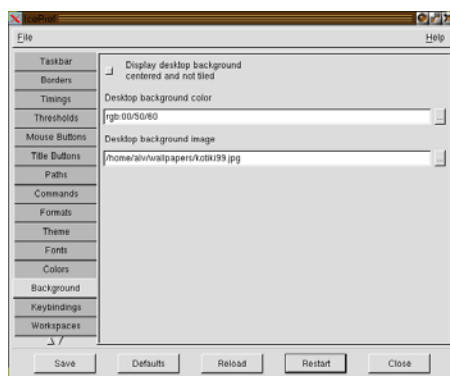 IcePref
File Help
Taskbar
Borders
Timings
Thresholds
Mouse Buttons
Title Buttons
Paths
Commands
Formats
Theme
Fonts
Colors
Background
Keybindings
Workspaces
Display desktop background
centered and not tiled
Desktop background color
rgb:00/50/60
...
Desktop background image
/home/alv/wallpapers/kotiki99.jpg
...
Save Defaults Reload Restart Close